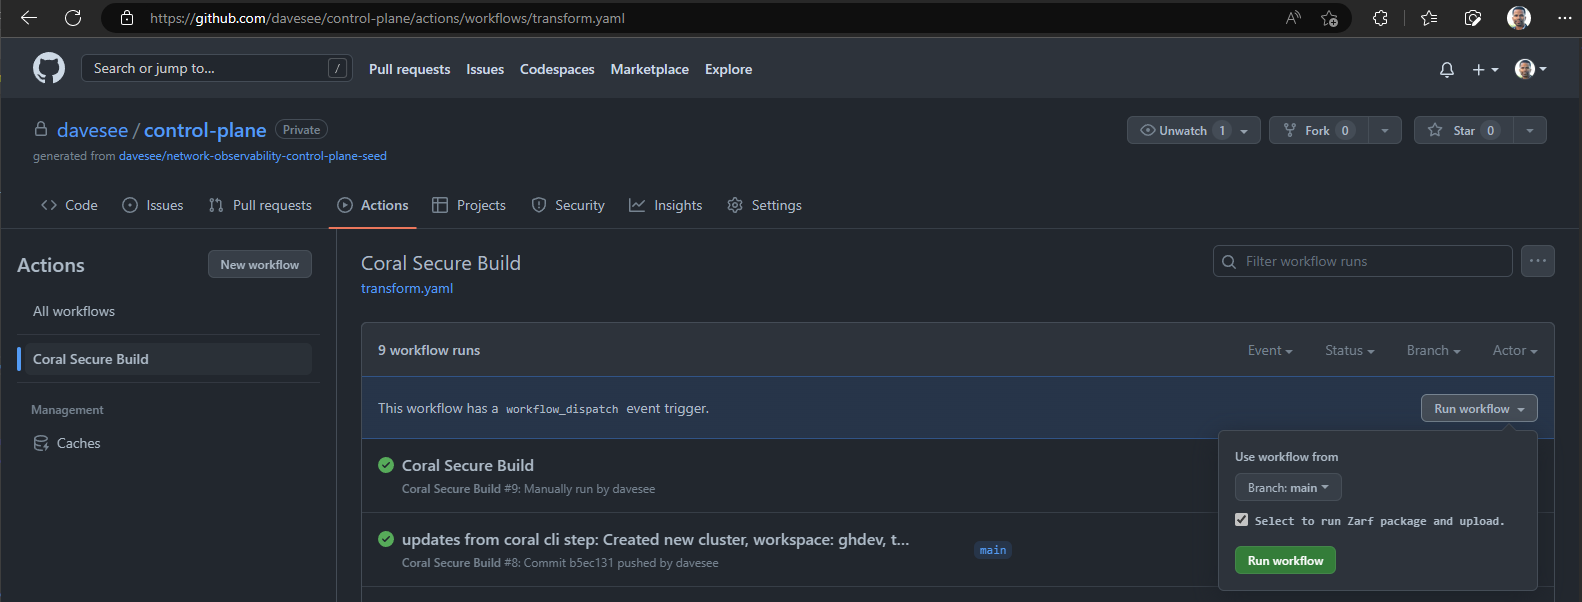 https://github.com/davesee/control-plane/actions/workflows/transform.yaml
Search or jump to... /
Pull requests Issues Codespaces Marketplace Explore
davesee / control-plane Private
Unwatch 1 Fork 0 Star 0
generated from davesee/network-observability-control-plane-seed
Code Issues Pull requests Actions Projects Security Insights Settings
Actions
New workflow
All workflows
Coral Secure Build
Management
Caches
Coral Secure Build
transform.yaml
Filter workflow runs
9 workflow runs
Event Status Branch Actor
This workflow has a workflow_dispatch event trigger.
Run workflow
Coral Secure Build
Coral Secure Build #9: Manually run by davesee
updates from coral cli step: Created new cluster, workspace: ghdev, t...
main
Coral Secure Build #8: Commit b5ec131 pushed by davesee
Use workflow from
Branch: main
Select to run Zarf package and upload.
Run workflow